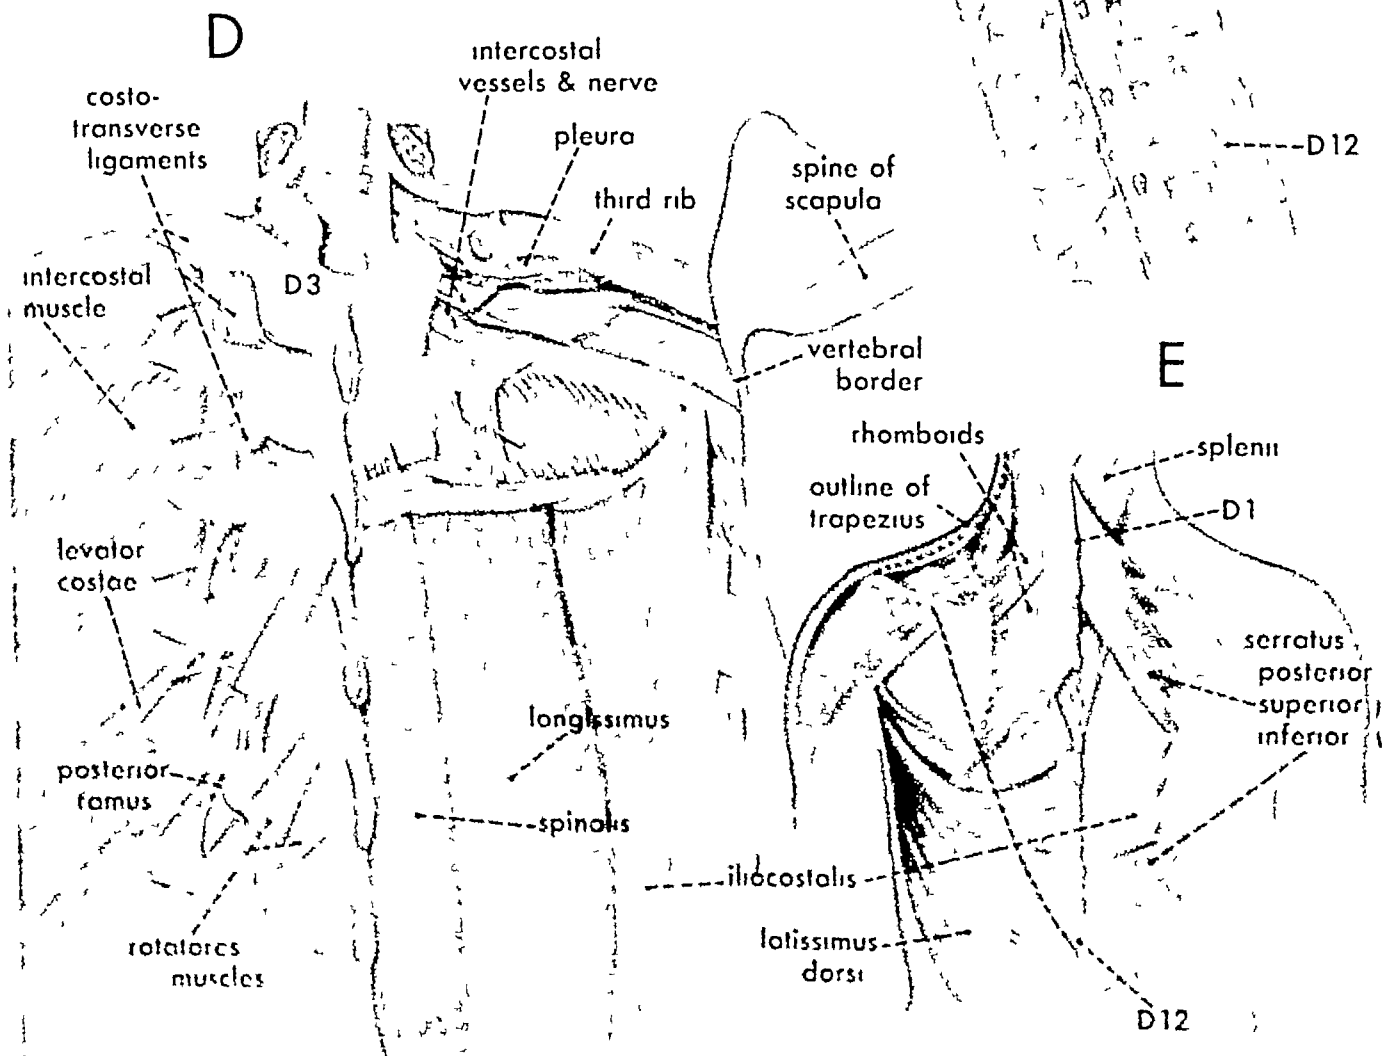 D
intercostal
vessels & nerve
costo-
transverse
ligaments
pleura
third rib
spine of
scapula
D12
intercostal
muscle
D3
vertebral
border
E
rhomboids
splenii
outline of
trapezius
D1
levator
costae
serratus
posterior
superior,
inferior
longissimus
posterior
ramus
spinalis
iliocostalis
latissimus
dorsi
rotatores
muscles
D12